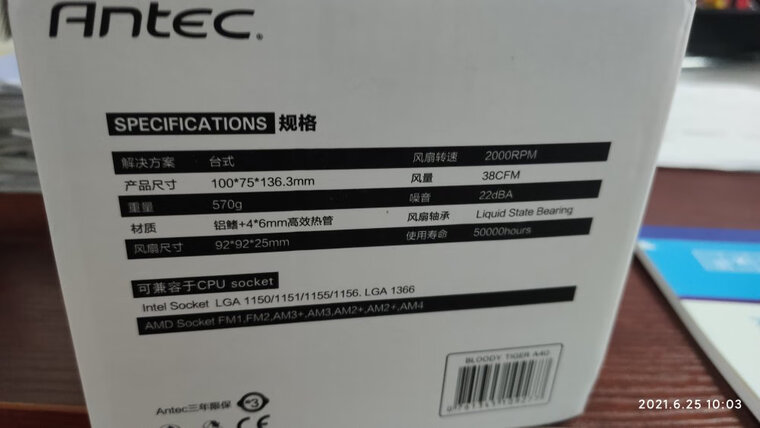 Antec
SPECIFICATIONS 规格
解决方案 台式 风扇转速 2000RPM
产品尺寸 100*75*136.3mm 风量 38CFM
重量 570g 噪音 22dBA
材质 铝鳍+4*6mm高效热管 风扇轴承 Liquid State Bearing
风扇尺寸 92*92*25mm 使用寿命 50000hours
可兼容于CPU socket
Intel Socket LGA 1150/1151/1155/1156. LGA 1366
AMD Socket FM1,FM2,AM3+,AM3,AM2+,AM2+,AM4
BLOODY TIGER A40
Antec三年保
3
CE
2021.6.25 10:03